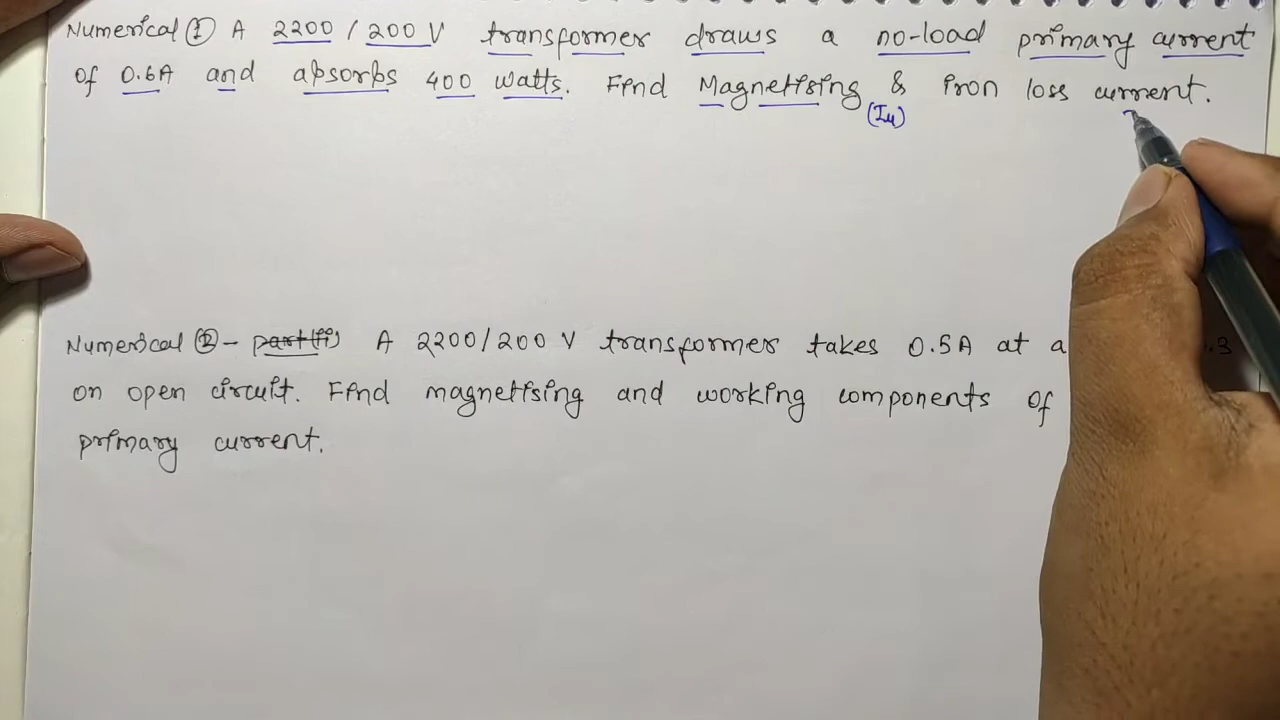 Numerical ① A 2200 / 200 V transformer draws a no-load primary current
of 0.6A and absorbs 400 watts. Find Magnetising & iron loss current.
(Iμ)
Numerical ② - part(ii) A 2200/200 V transformer takes 0.5A at a .3
on open circuit. Find magnetising and working components of
primary current.